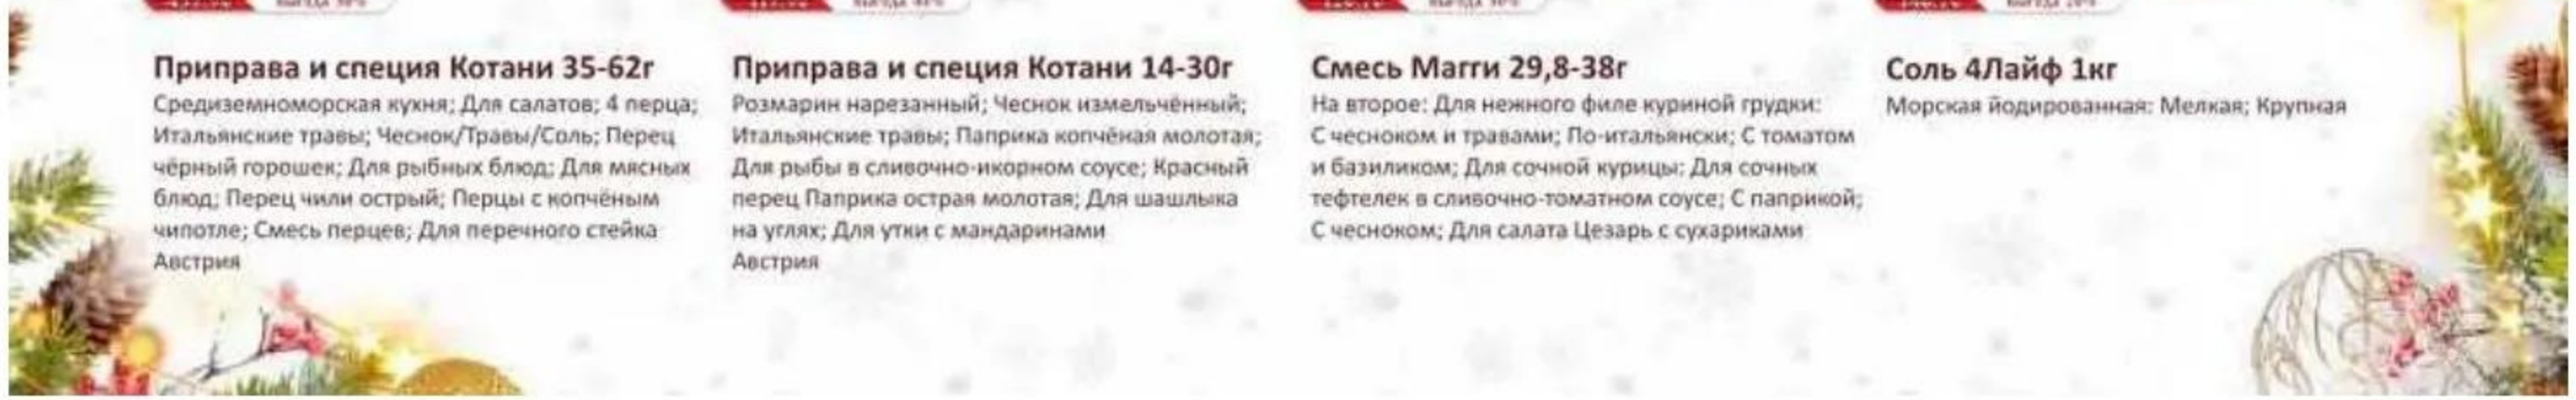 Приправа и специя Котани 35-62г
Средиземноморская кухня; Для салатов; 4 перца;
Итальянские травы; Чеснок/Травы/Соль; Перец
чёрный горошек; Для рыбных блюд; Для мясных
блюд; Перец чили острый; Перцы с копчёным
чипотле; Смесь перцев; Для перечного стейка
Австрия
Приправа и специя Котани 14-30г
Розмарин нарезанный; Чеснок измельчённый;
Итальянские травы; Паприка копчёная молотая;
Для рыбы в сливочно-икорном соусе; Красный
перец Паприка острая молотая; Для шашлыка
на углях; Для утки с мандаринами
Австрия
Смесь Магги 29,8-38г
На второе: Для нежного филе куриной грудки:
С чесноком и травами; По-итальянски; С томатом
и базиликом; Для сочной курицы: Для сочных
тефтелек в сливочно-томатном соусе; С паприкой;
С чесноком; Для салата Цезарь с сухариками
Соль 4Лайф 1кг
Морская йодированная: Мелкая; Крупная